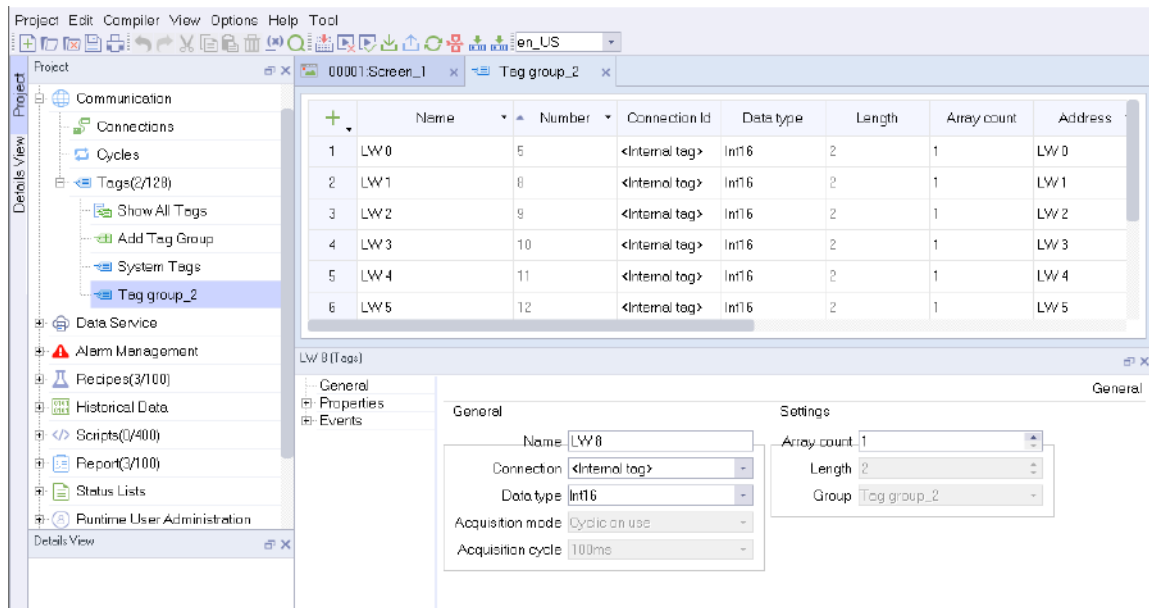 Project Edit Compiler View Options Help Tool
en_US
Project
Details View
Project
Communication
Connections
Cycles
Tags(2/128)
Show All Tags
Add Tag Group
System Tags
Tag group_2
Data Service
Alarm Management
Recipes(3/100)
Historical Data
Scripts(0/400)
Report(3/100)
Status Lists
Runtime User Administration
Details View
00001:Screen_1
Tag group_2
Name Number Connection Id Data type Length Array count Address
1 LW 0 5 <Internal tag> Int16 2 1 LW 0
2 LW 1 8 <Internal tag> Int16 2 1 LW 1
3 LW 2 9 <Internal tag> Int16 2 1 LW 2
4 LW 3 10 <Internal tag> Int16 2 1 LW 3
5 LW 4 11 <Internal tag> Int16 2 1 LW 4
6 LW 5 12 <Internal tag> Int16 2 1 LW 5
LW 8 (Tags)
General
Properties
Events
General
General
Name LW 8
Connection <Internal tag>
Data type Int16
Acquisition mode Cyclic on use
Acquisition cycle 100ms
Settings
Array count 1
Length 2
Group Tag group_2